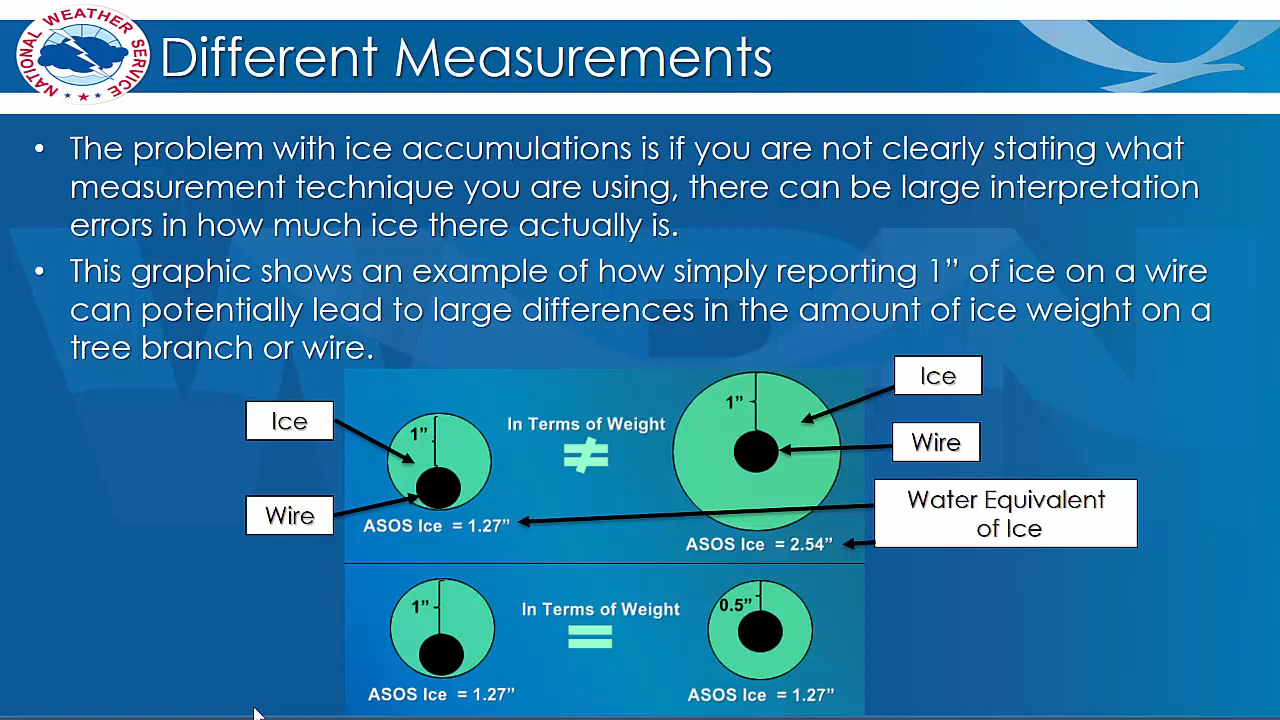 NATIONAL WEATHER SERVICE
Different Measurements
• The problem with ice accumulations is if you are not clearly stating what
measurement technique you are using, there can be large interpretation
errors in how much ice there actually is.
• This graphic shows an example of how simply reporting 1” of ice on a wire
can potentially lead to large differences in the amount of ice weight on a
tree branch or wire.
Ice
1”
Wire
ASOS Ice = 1.27”
In Terms of Weight
≠
1”
Ice
Wire
Water Equivalent
of Ice
ASOS Ice = 2.54”
1”
ASOS Ice = 1.27”
In Terms of Weight
=
0.5”
ASOS Ice = 1.27”